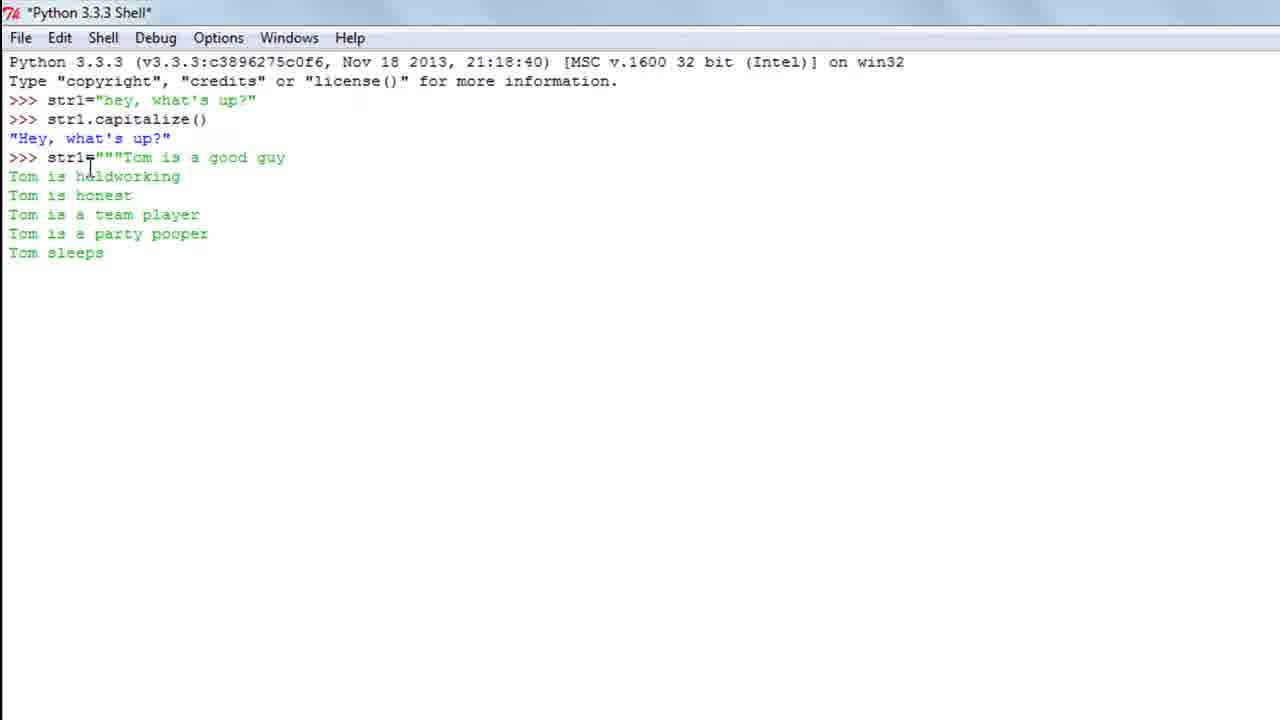 *Python 3.3.3 Shell*
File Edit Shell Debug Options Windows Help
Python 3.3.3 (v3.3.3:c3896275c0f6, Nov 18 2013, 21:18:40) [MSC v.1600 32 bit (Intel)] on win32
Type "copyright", "credits" or "license()" for more information.
>>> str1="hey, what's up?"
>>> str1.capitalize()
"Hey, what's up?"
>>> str1="""Tom is a good guy
Tom is haldworking
Tom is honest
Tom is a team player
Tom is a party pooper
Tom sleeps